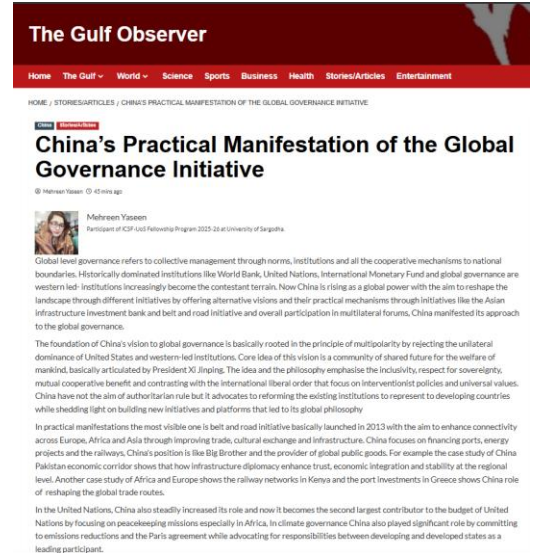 The Gulf Observer
Home The Gulf World Science Sports Business Health Stories/Articles Entertainment
HOME / STORIES/ARTICLES / CHINA'S PRACTICAL MANIFESTATION OF THE GLOBAL GOVERNANCE INITIATIVE
China Stories/Articles
China's Practical Manifestation of the Global
Governance Initiative
Mehreen Yaseen 45 mins ago
Mehreen Yaseen
Participant of ICSF-UoS Fellowship Program 2025-26 at University of Sargodha.
Global level governance refers to collective management through norms, institutions and all the cooperative mechanisms to national
boundaries. Historically dominated institutions like World Bank, United Nations, International Monetary Fund and global governance are
western led- institutions increasingly become the contestant terrain. Now China is rising as a global power with the aim to reshape the
landscape through different initiatives by offering alternative visions and their practical mechanisms through initiatives like the Asian
infrastructure investment bank and belt and road initiative and overall participation in multilateral forums, China manifested its approach
to the global governance.
The foundation of China's vision to global governance is basically rooted in the principle of multipolarity by rejecting the unilateral
dominance of United States and western-led institutions. Core idea of this vision is a community of shared future for the welfare of
mankind, basically articulated by President Xi Jinping. The idea and the philosophy emphasise the inclusivity, respect for sovereignty,
mutual cooperative benefit and contrasting with the international liberal order that focus on interventionist policies and universal values.
China have not the aim of authoritarian rule but it advocates to reforming the existing institutions to represent to developing countries
while shedding light on building new initiatives and platforms that led to its global philosophy
In practical manifestations the most visible one is belt and road initiative basically launched in 2013 with the aim to enhance connectivity
across Europe, Africa and Asia through improving trade, cultural exchange and infrastructure. China focuses on financing ports, energy
projects and the railways, China's position is like Big Brother and the provider of global public goods. For example the case study of China
Pakistan economic corridor shows that how infrastructure diplomacy enhance trust, economic integration and stability at the regional
level. Another case study of Africa and Europe shows the railway networks in Kenya and the port investments in Greece shows China role
of reshaping the global trade routes.
In the United Nations, China also steadily increased its role and now it becomes the second largest contributor to the budget of United
Nations by focusing on peacekeeping missions especially in Africa, In climate governance China also played significant role by committing
to emissions reductions and the Paris agreement while advocating for responsibilities between developing and developed states as a
leading participant.